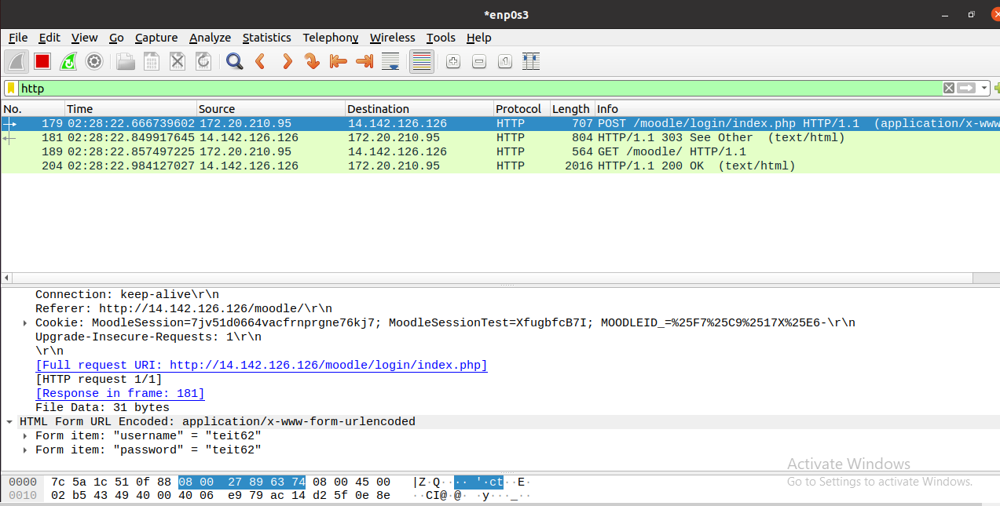 *enp0s3
File Edit View Go Capture Analyze Statistics Telephony Wireless Tools Help
http
No. Time Source Destination Protocol Length Info
179 02:28:22.666739602 172.20.210.95 14.142.126.126 HTTP 707 POST /moodle/login/index.php HTTP/1.1 (application/x-www
181 02:28:22.849917645 14.142.126.126 172.20.210.95 HTTP 804 HTTP/1.1 303 See Other (text/html)
189 02:28:22.857497225 172.20.210.95 14.142.126.126 HTTP 564 GET /moodle/ HTTP/1.1
204 02:28:22.984127027 14.142.126.126 172.20.210.95 HTTP 2016 HTTP/1.1 200 OK (text/html)
Connection: keep-alive\r\n
Referer: http://14.142.126.126/moodle/\r\n
Cookie: MoodleSession=7jv51d0664vacfrnprgne76kj7; MoodleSessionTest=XfugbfcB7I; MOODLEID_=%25F7%25C9%2517X%25E6-\r\n
Upgrade-Insecure-Requests: 1\r\n
\r\n
[Full request URI: http://14.142.126.126/moodle/login/index.php]
[HTTP request 1/1]
[Response in frame: 181]
File Data: 31 bytes
HTML Form URL Encoded: application/x-www-form-urlencoded
Form item: "username" = "teit62"
Form item: "password" = "teit62"
Activate Windows
Go to Settings to activate Windows.
0000 7c 5a 1c 51 0f 88 08 00 27 89 63 74 08 00 45 00 |Z·Q····'·ct··E·
0010 02 b5 43 49 40 00 40 06 e9 79 ac 14 d2 5f 0e 8e ··CI@·@··y···_··